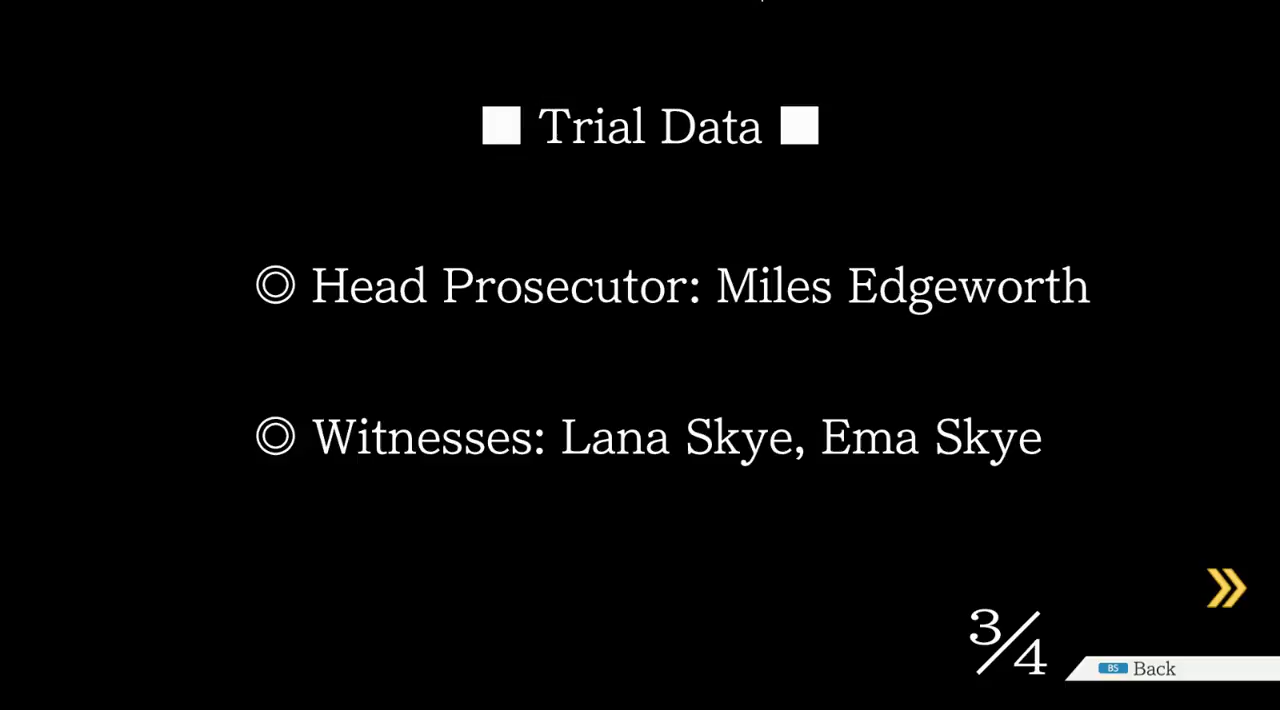 ■ Trial Data ■
◎ Head Prosecutor: Miles Edgeworth
◎ Witnesses: Lana Skye, Ema Skye
3/4
BS Back